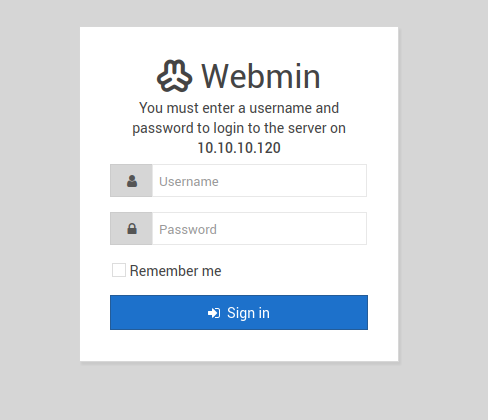 Webmin
You must enter a username and
password to login to the server on
10.10.10.120
Username
Password
Remember me
Sign in